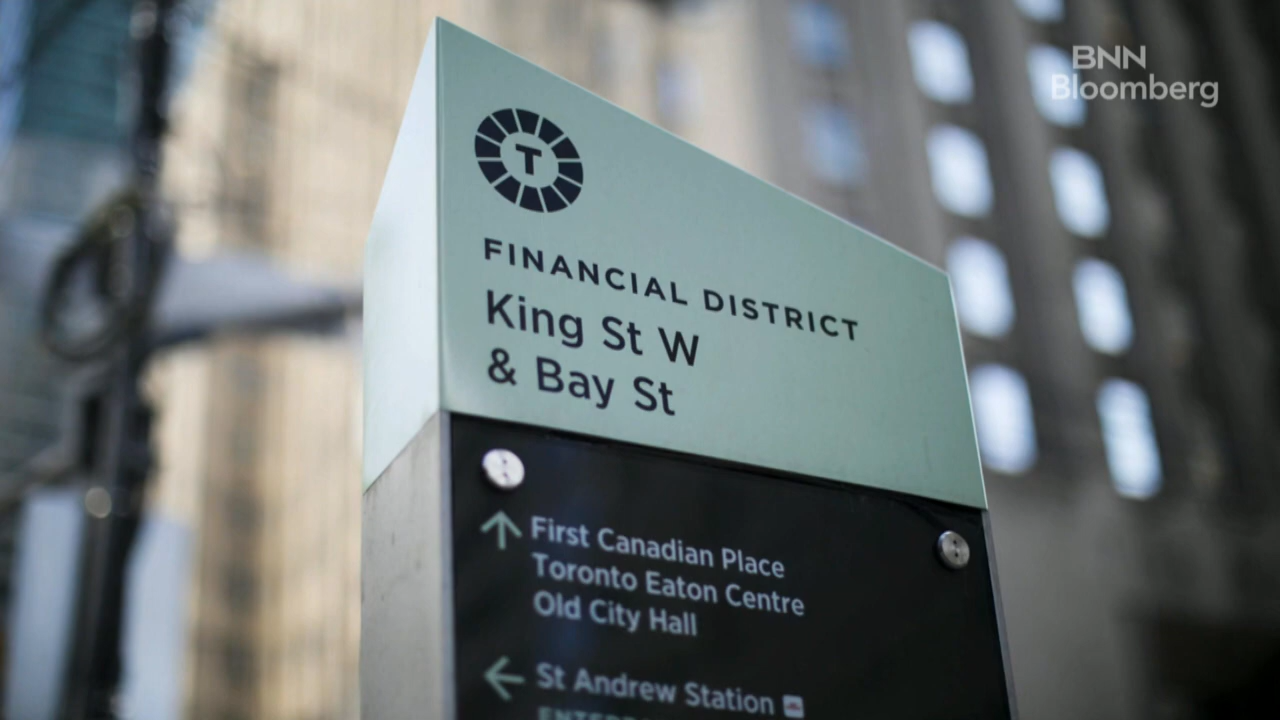 BNN
Bloomberg
T
FINANCIAL DISTRICT
King St W
& Bay St
First Canadian Place
Toronto Eaton Centre
Old City Hall
St Andrew Station